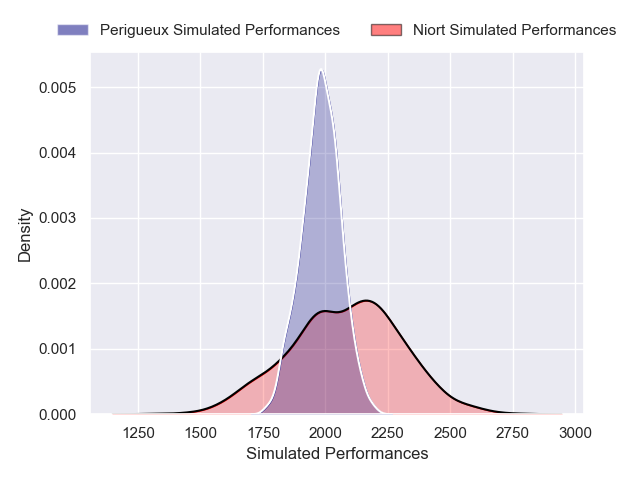 Perigueux Simulated Performances Niort Simulated Performances
0.005
0.004
0.003
0.002
0.001
0.000
Density
1250 1500 1750 2000 2250 2500 2750 3000
Simulated Performances